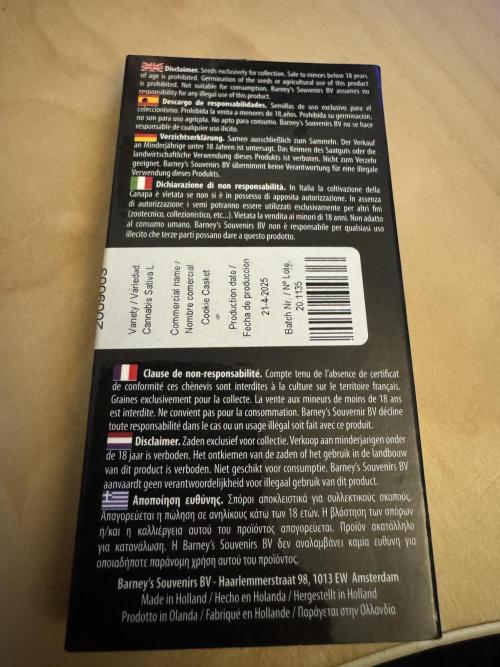 Disclaimer. Seeds exclusively for collection. Sale to minors below 18 years
of age is prohibited. Germination of the seeds or agricultural use of this product
is prohibited. Not suitable for consumption. Barney's Souvenirs BV assumes no
responsibility for any illegal use of this product.
Descargo de responsabilidades. Semillas de uso exclusivo para el
coleccionismo. Prohibida la venta a menores de 18 años. Prohibida su germinación,
no son para uso agrícola. No apto para consumo. Barney's Souvenirs BV no se hace
responsable de cualquier uso ilícito.
Verzichterklärung. Samen ausschließlich zum Sammeln. Der Verkauf
an Minderjährige unter 18 Jahren ist untersagt. Das Keimen des Saatguts oder die
landwirtschaftliche Verwendung dieses Produkts ist verboten. Nicht zum Verzehr
geeignet. Barney's Souvenirs BV übernimmt keine Verantwortung für eine illegale
Verwendung dieses Produkts.
Dichiarazione di non responsabilità. In Italia la coltivazione della
Canapa è vietata se non si è in possesso di apposita autorizzazione. In assenza
di autorizzazione i semi potranno essere utilizzati esclusivamente per altri fini
(zootecnico, collezionistico, etc...). Vietata la vendita ai minori di 18 anni. Non adatto
al consumo umano. Barney's Souvenirs BV non è responsabile per qualsiasi uso
illecito che terze parti possano dare a questo prodotto.
Variety / Variedad.
Cannabis Sativa L.
Commercial name /
Nombre comercial
Cookie Casket
Production date /
Fecha de producción
21-4-2025
Batch Nr. / Nº Lote.
20.1135
Clause de non-responsabilité. Compte tenu de l'absence de certificat
de conformité ces chènevis sont interdites à la culture sur le territoire français.
Graines exclusivement pour la collecte. La vente aux mineurs de moins de 18 ans
est interdite. Ne convient pas pour la consommation. Barney's Souvenir BV décline
toute responsabilité dans le cas ou un usage illégal soit fait avec ce produit.
Disclaimer. Zaden exclusief voor collectie. Verkoop aan minderjarigen onder
de 18 jaar is verboden. Het ontkiemen van de zaden of het gebruik in de landbouw
van dit product is verboden. Niet geschikt voor consumptie. Barney's Souvenirs BV
aanvaardt geen verantwoordelijkheid voor illegaal gebruik van dit product.
Αποποίηση ευθύνης. Σπόροι αποκλειστικά για συλλεκτικούς σκοπούς.
Απαγορεύεται η πώληση σε ανηλίκους κάτω των 18 ετών. Η βλάστηση των σπόρων
ή/και η καλλιέργεια αυτού του προϊόντος απαγορεύεται. Προϊόν ακατάλληλο
για κατανάλωση. Η Barney's Souvenirs BV δεν αναλαμβάνει καμία ευθύνη για
οποιαδήποτε παράνομη χρήση αυτού του προϊόντος.
Barney's Souvenirs BV - Haarlemmerstraat 98, 1013 EW Amsterdam
Made in Holland / Hecho en Holanda / Hergestellt in Holland
Prodotto in Olanda / Fabriqué en Hollande / Παράγεται στην Ολλανδία